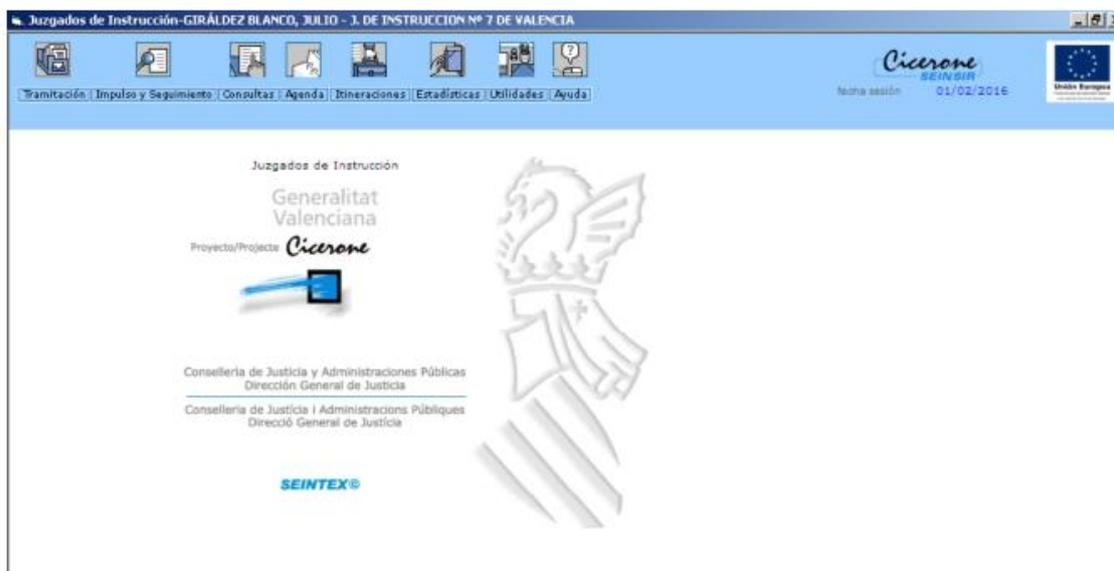 Juzgados de Instrucción-GIRÁLDEZ BLANCO, JULIO - J. DE INSTRUCCION Nº 7 DE VALENCIA
Tramitación Impulso y Seguimiento Consultas Agenda Itineraciones Estadísticas Utilidades Ayuda
Cicerone
SEINSIR
fecha sesión 01/02/2016
Unión Europea
Juzgados de Instrucción
Generalitat
Valenciana
Proyecto/Projecte Cicerone
Conselleria de Justicia y Administraciones Públicas
Dirección General de Justicia
Conselleria de Justícia i Administracions Públiques
Direcció General de Justícia
SEINTEX©